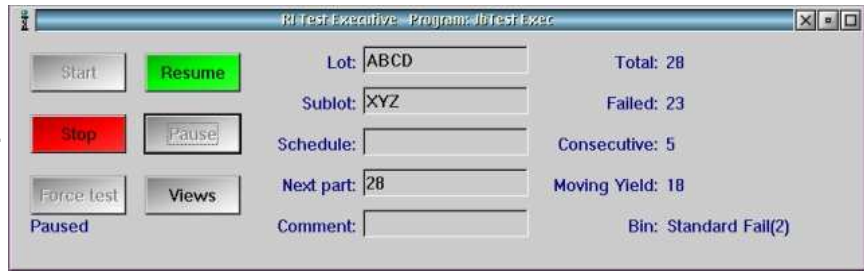 RI Test Executive Program: JbTest Exec
Start Resume Lot: ABCD Total: 28
Sublot: XYZ Failed: 23
Stop Pause Schedule: Consecutive: 5
Force test Views Next part: 28 Moving Yield: 18
Paused Comment: Bin: Standard Fail(2)